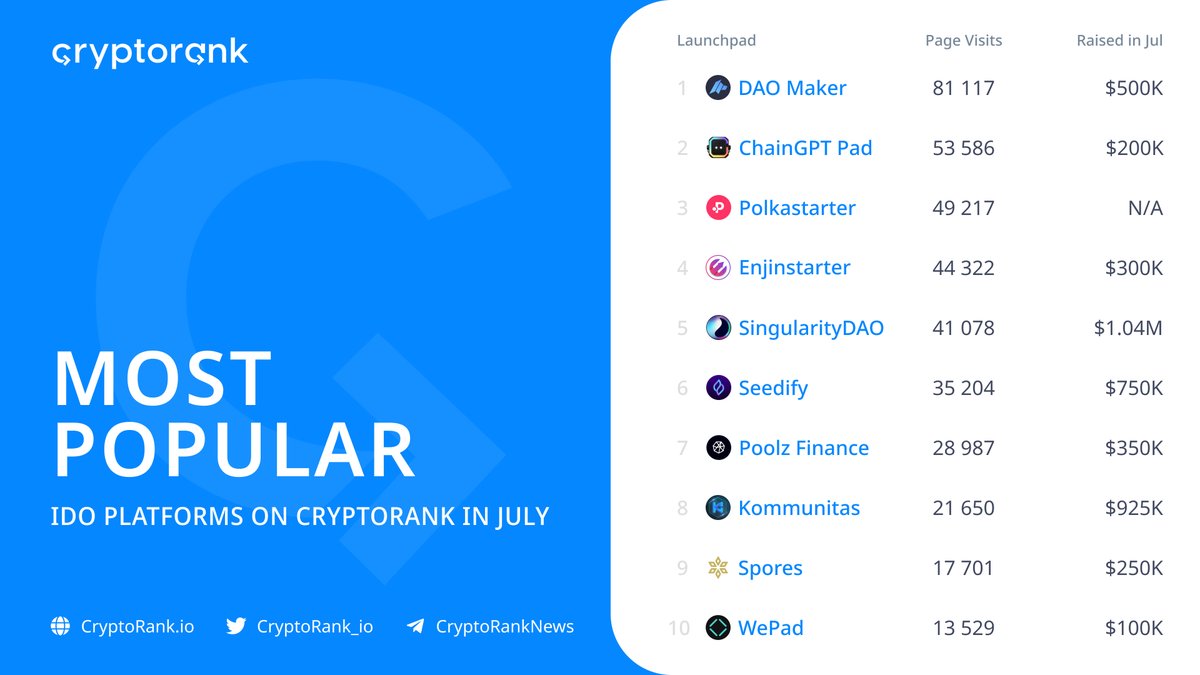 cryptorank
MOST
POPULAR
IDO PLATFORMS ON CRYPTORANK IN JULY
CryptoRank.io CryptoRank_io CryptoRankNews
Launchpad Page Visits Raised in Jul
1 DAO Maker 81 117 $500K
2 ChainGPT Pad 53 586 $200K
3 Polkastarter 49 217 N/A
4 Enjinstarter 44 322 $300K
5 SingularityDAO 41 078 $1.04M
6 Seedify 35 204 $750K
7 Poolz Finance 28 987 $350K
8 Kommunitas 21 650 $925K
9 Spores 17 701 $250K
10 WePad 13 529 $100K